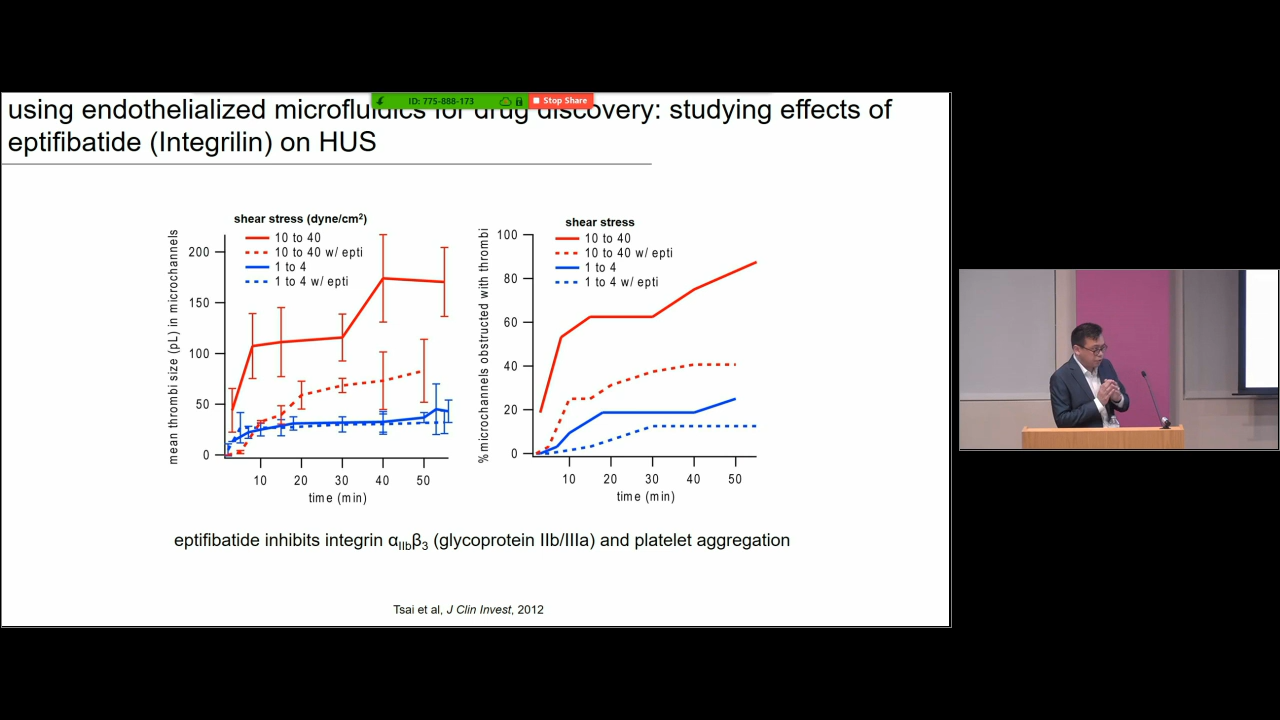 ID: 775-888-173
Stop Share
using endothelialized microfluidics for drug discovery: studying effects of
eptifibatide (Integrilin) on HUS
shear stress (dyne/cm²)
10 to 40
10 to 40 w/ epti
1 to 4
1 to 4 w/ epti
mean thrombi size (pL) in microchannels
200
150
100
50
0
10 20 30 40 50
time (min)
shear stress
10 to 40
10 to 40 w/ epti
1 to 4
1 to 4 w/ epti
% microchannels obstructed with thrombi
100
80
60
40
20
0
10 20 30 40 50
time (min)
eptifibatide inhibits integrin αIIbβ3 (glycoprotein IIb/IIIa) and platelet aggregation
Tsai et al, J Clin Invest, 2012